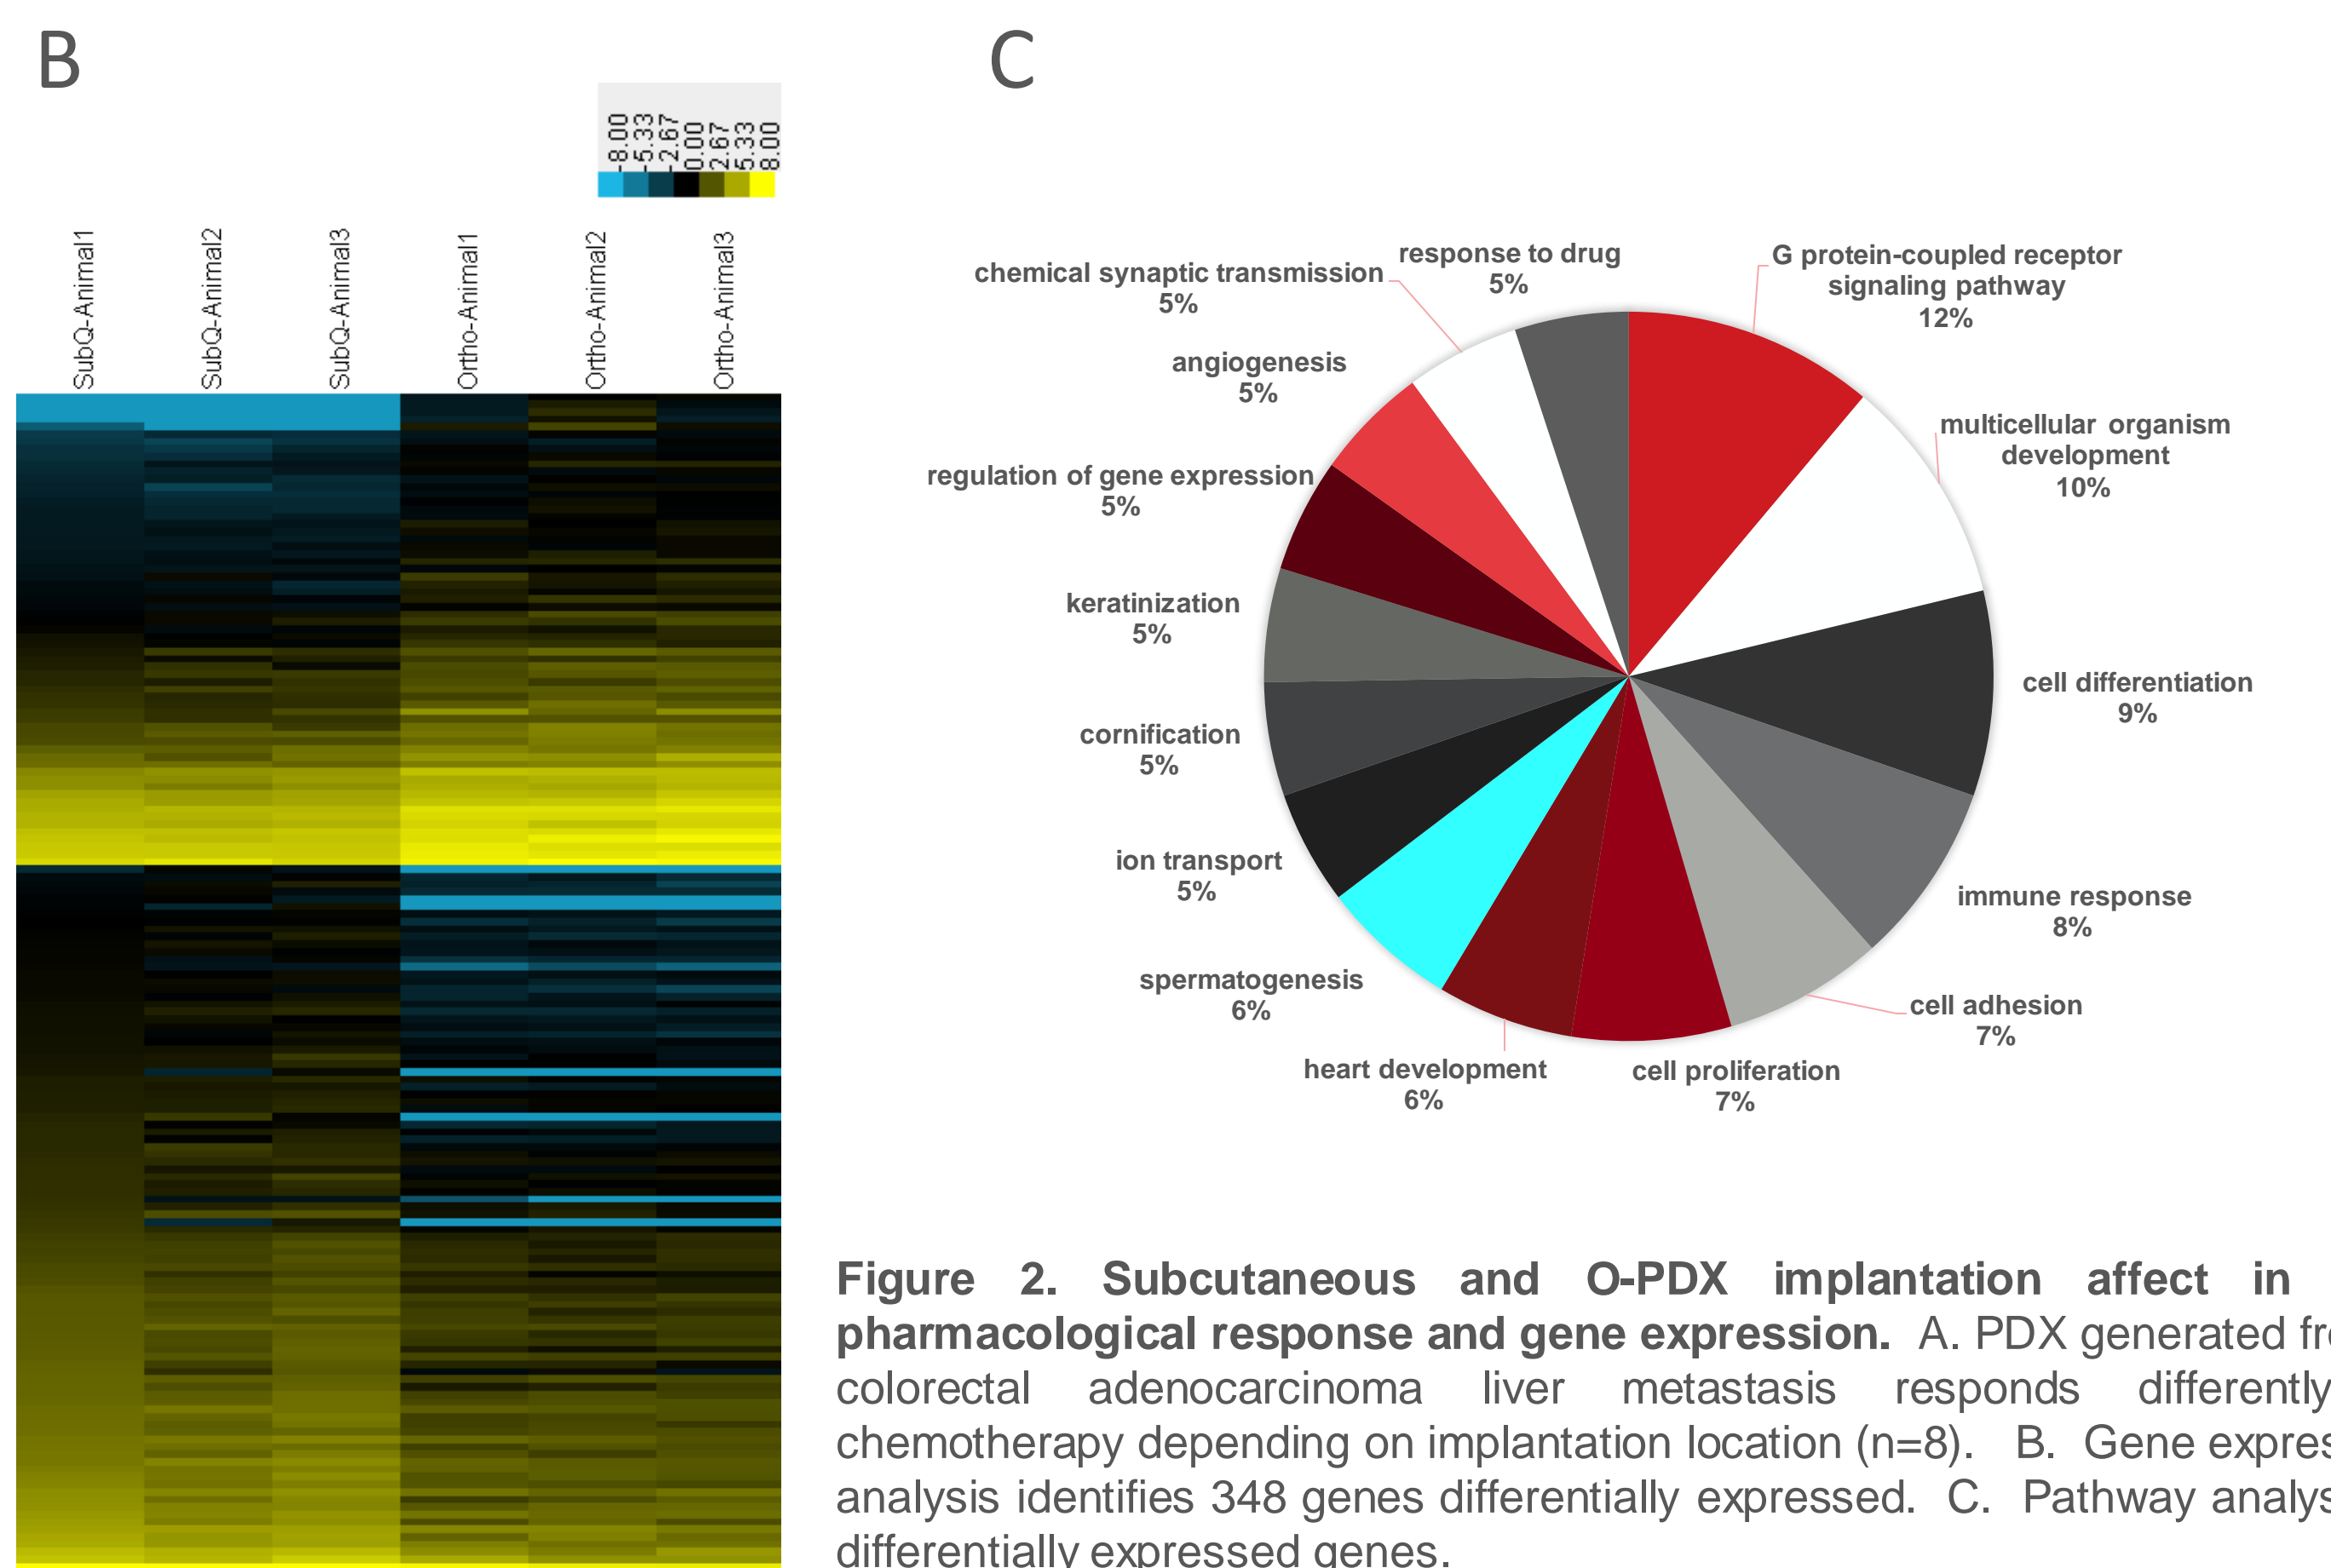 B
C
-8.00
-5.33
-2.67
0.00
2.67
5.33
8.00
SubQ-Animal1
SubQ-Animal2
SubQ-Animal3
Ortho-Animal1
Ortho-Animal2
Ortho-Animal3
response to drug
5%
G protein-coupled receptor
signaling pathway
12%
chemical synaptic transmission
5%
angiogenesis
5%
multicellular organism
development
10%
regulation of gene expression
5%
keratinization
5%
cell differentiation
9%
cornification
5%
ion transport
5%
immune response
8%
spermatogenesis
6%
cell adhesion
7%
heart development
6%
cell proliferation
7%
Figure 2. Subcutaneous and O-PDX implantation affect in
pharmacological response and gene expression. A. PDX generated
colorectal adenocarcinoma liver metastasis responds differently
chemotherapy depending on implantation location (n=8). B. Gene
analysis identifies 348 genes differentially expressed. C. Pathway
differentially expressed genes.